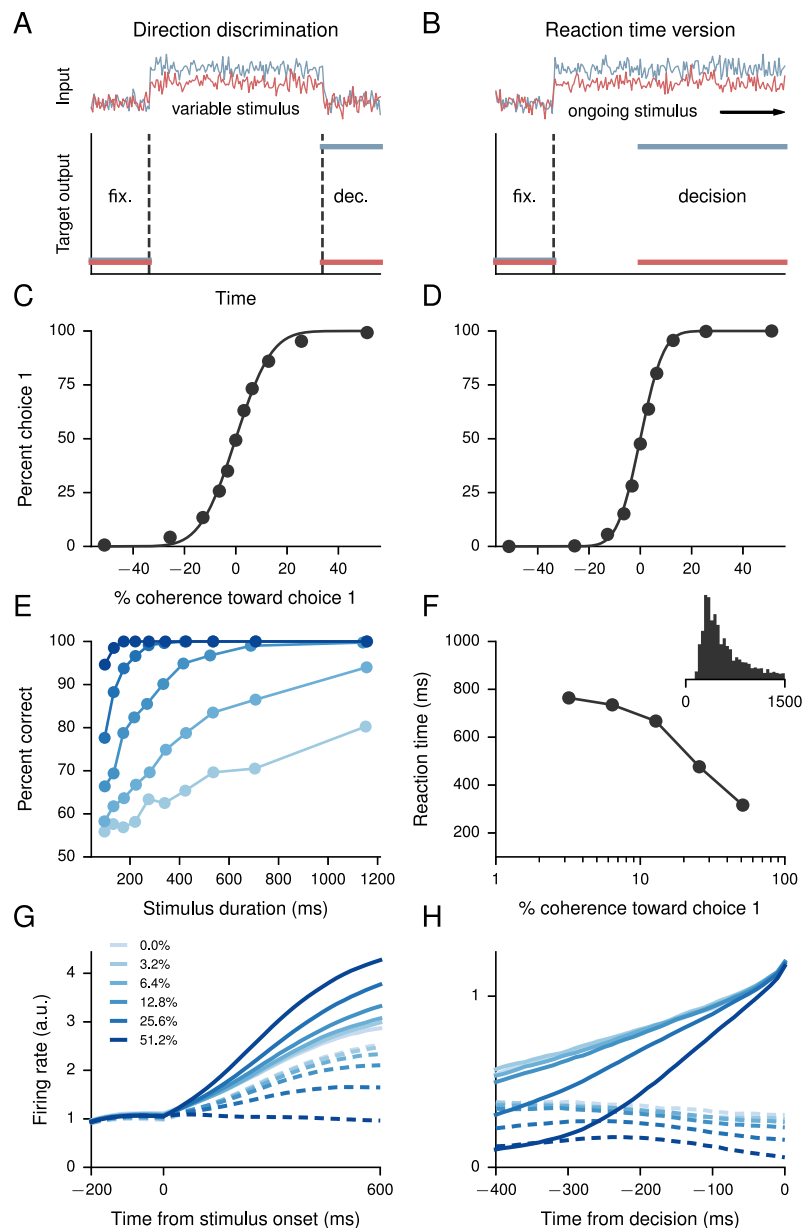 A
Direction discrimination
Input
variable stimulus
Target output
fix.
dec.
Time
B
Reaction time version
ongoing stimulus
fix.
decision
C
Percent choice 1
100
75
50
25
0
−40
−20
0
20
40
% coherence toward choice 1
D
100
75
50
25
0
−40
−20
0
20
40
E
Percent correct
100
90
80
70
60
50
200
400
600
800
1000
1200
Stimulus duration (ms)
F
Reaction time (ms)
1000
800
600
400
200
1
10
100
% coherence toward choice 1
0
1500
G
Firing rate (a.u.)
0.0%
3.2%
6.4%
12.8%
25.6%
51.2%
4
3
2
1
0
−200
0
600
Time from stimulus onset (ms)
H
1
0
−400
−300
−200
−100
0
Time from decision (ms)